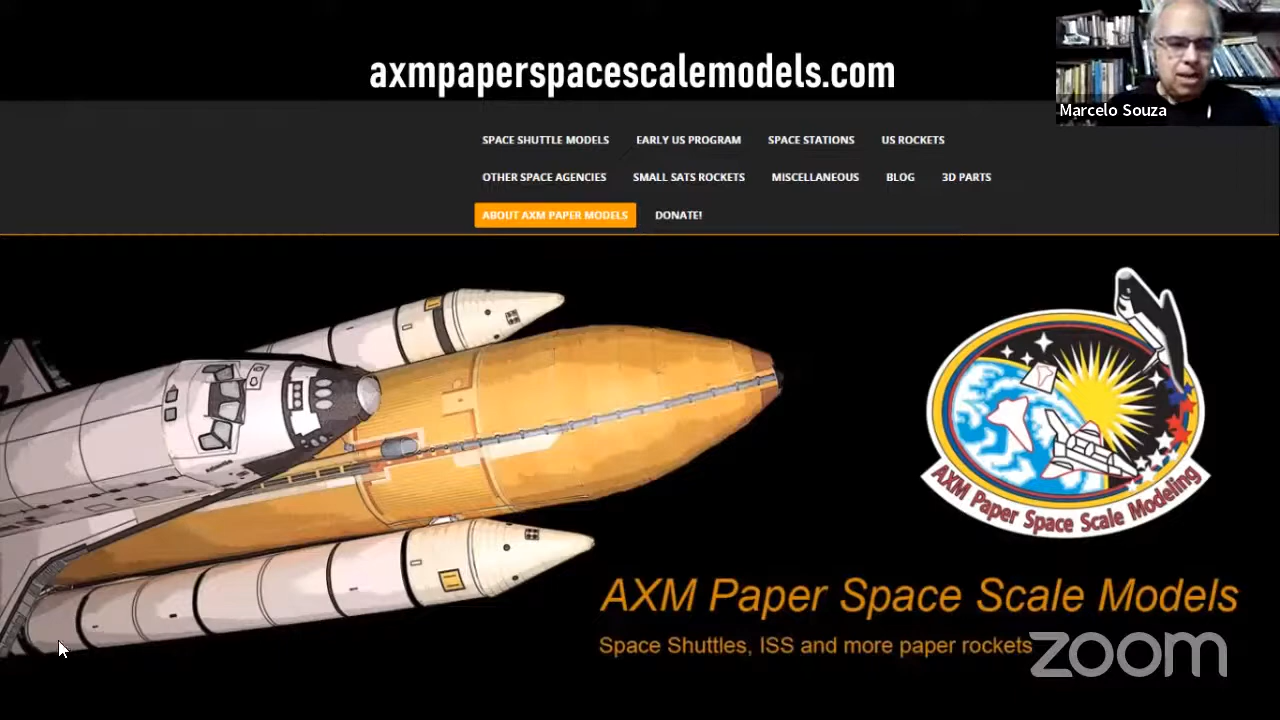 axmpaperspacescalemodels.com
Marcelo Souza
SPACE SHUTTLE MODELS EARLY US PROGRAM SPACE STATIONS US ROCKETS
OTHER SPACE AGENCIES SMALL SATS ROCKETS MISCELLANEOUS BLOG 3D PARTS
ABOUT AXM PAPER MODELS DONATE!
AXM Paper Space Scale Modeling
AXM Paper Space Scale Models
Space Shuttles, ISS and more paper rockets
zoom